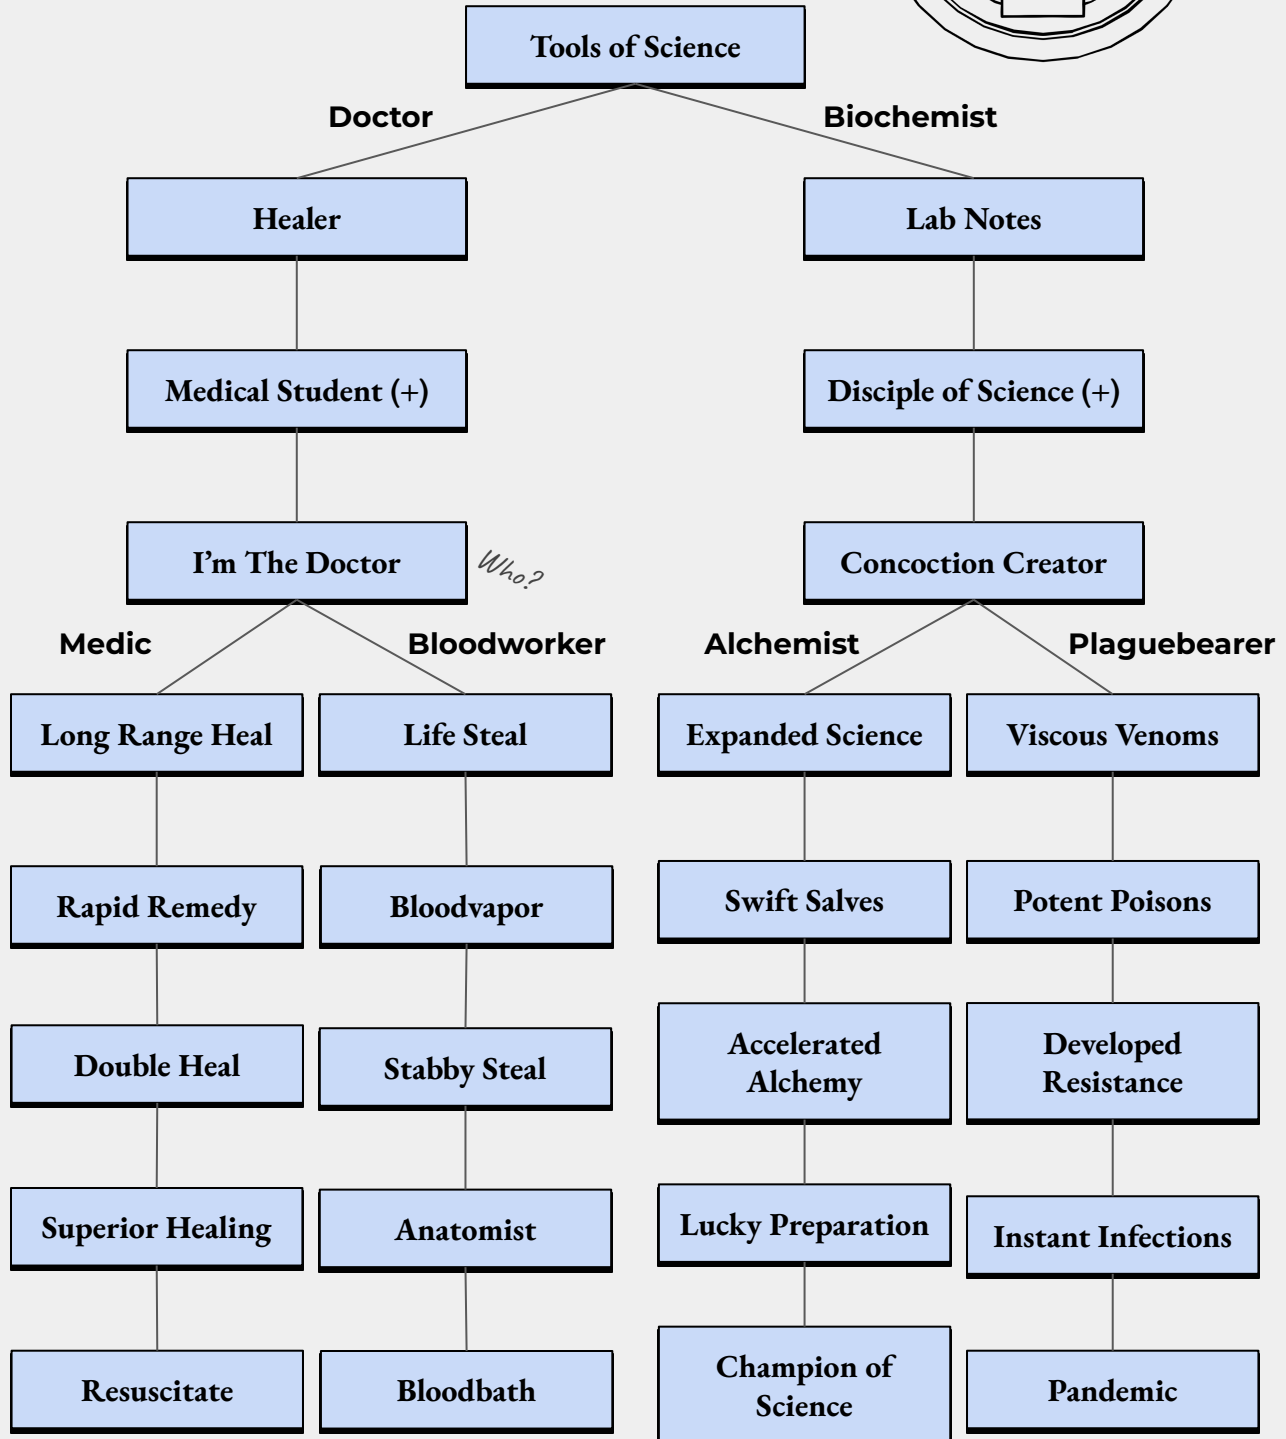 Tools of Science
Doctor
Biochemist
Healer
Lab Notes
Medical Student (+)
Disciple of Science (+)
I’m The Doctor
Who?
Concoction Creator
Medic
Bloodworker
Alchemist
Plaguebearer
Long Range Heal
Life Steal
Expanded Science
Viscous Venoms
Rapid Remedy
Bloodvapor
Swift Salves
Potent Poisons
Double Heal
Stabby Steal
Accelerated
Alchemy
Developed
Resistance
Superior Healing
Anatomist
Lucky Preparation
Instant Infections
Resuscitate
Bloodbath
Champion of
Science
Pandemic